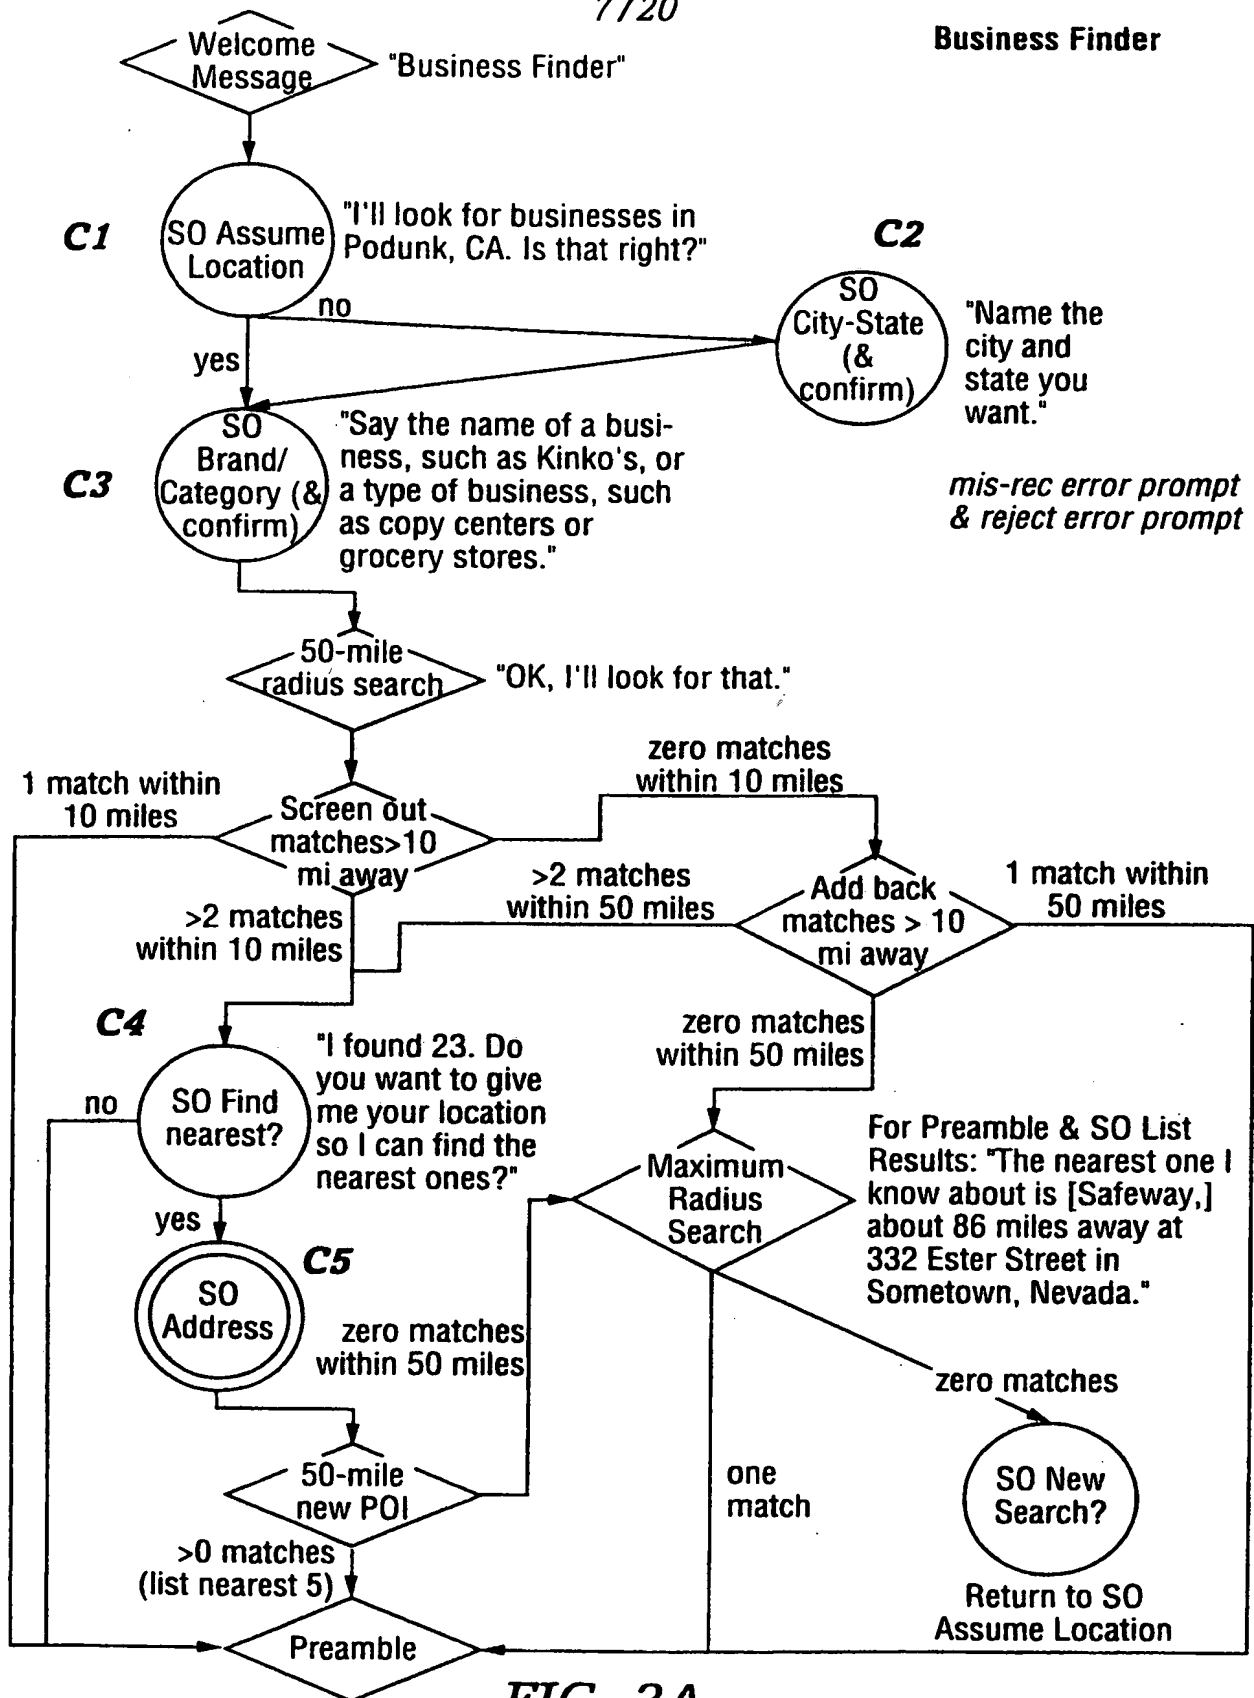 7720
Business Finder
Welcome
Message
"Business Finder"
C1
SO Assume
Location
"I'll look for businesses in
Podunk, CA. Is that right?"
C2
SO
City-State
(&
confirm)
"Name the
city and
state you
want."
no
yes
C3
SO
Brand/
Category (&
confirm)
"Say the name of a busi-
ness, such as Kinko's, or
a type of business, such
as copy centers or
grocery stores."
mis-rec error prompt
& reject error prompt
50-mile
radius search
"OK, I'll look for that."
1 match within
10 miles
Screen out
matches>10
mi away
zero matches
within 10 miles
>2 matches
within 10 miles
>2 matches
within 50 miles
Add back
matches > 10
mi away
1 match within
50 miles
zero matches
within 50 miles
C4
SO Find
nearest?
"I found 23. Do
you want to give
me your location
so I can find the
nearest ones?"
no
yes
Maximum
Radius
Search
For Preamble & SO List
Results: "The nearest one I
know about is [Safeway,]
about 86 miles away at
332 Ester Street in
Sometown, Nevada."
C5
SO
Address
zero matches
within 50 miles
zero matches
50-mile
new POI
one
match
SO New
Search?
>0 matches
(list nearest 5)
Return to SO
Assume Location
Preamble